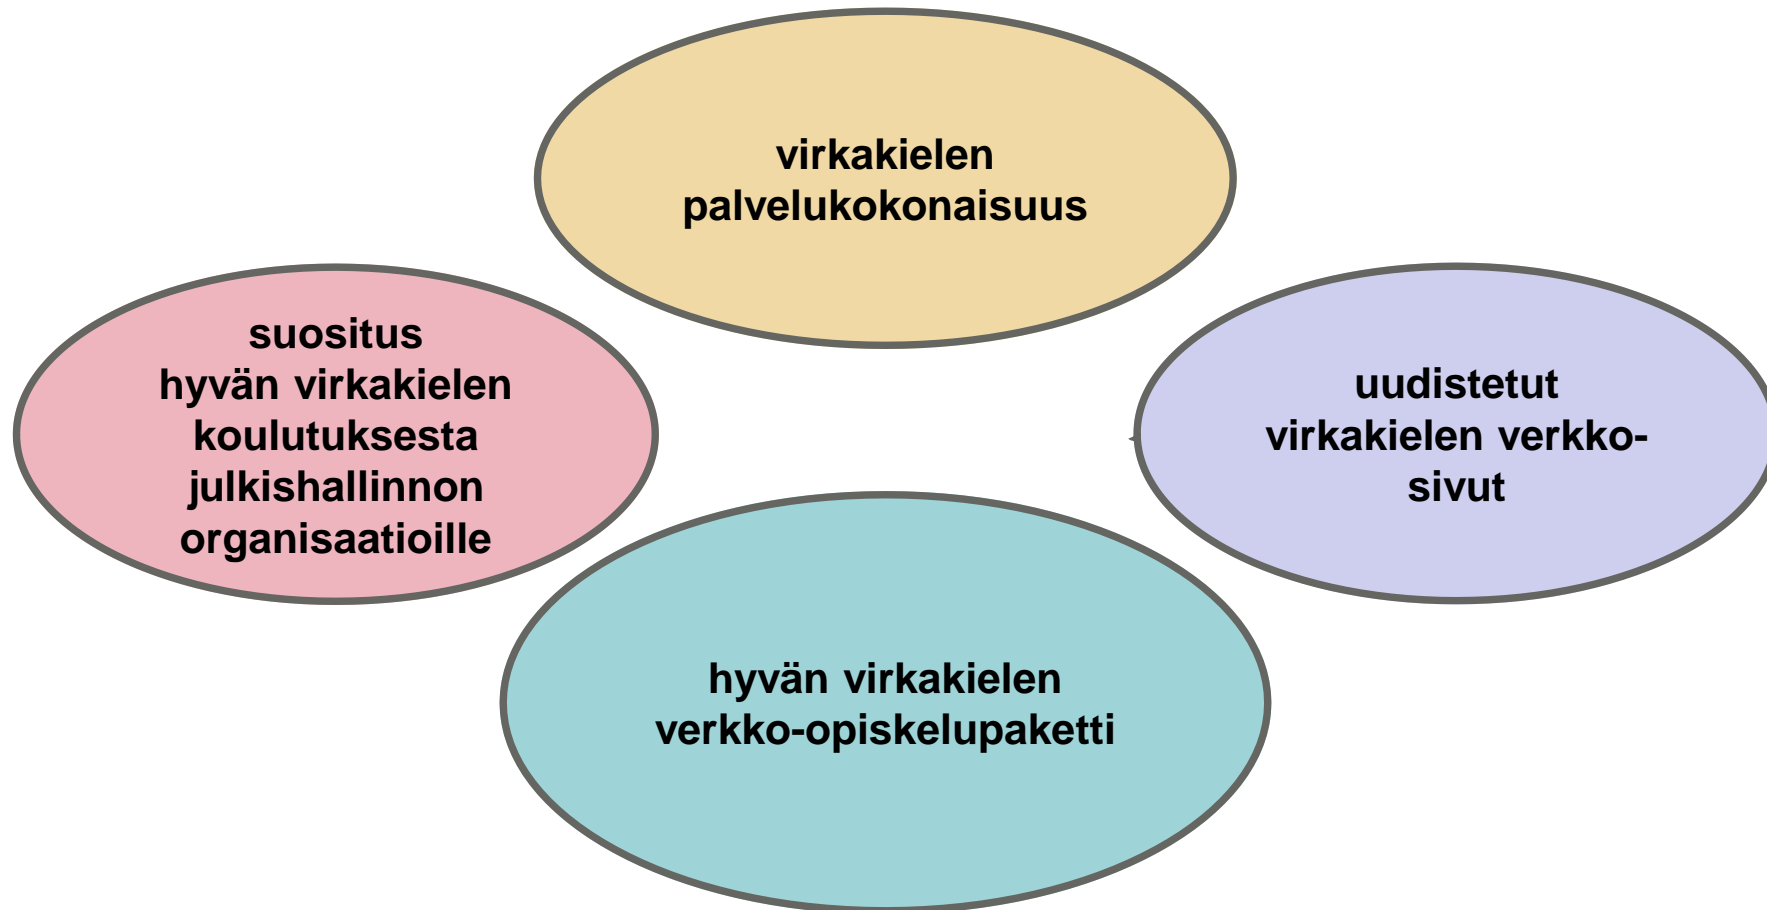 virkakielen
palvelukokonaisuus
suositus
hyvän virkakielen
koulutuksesta
julkishallinnon
organisaatioille
uudistetut
virkakielen verkko-
sivut
hyvän virkakielen
verkko-opiskelupaketti